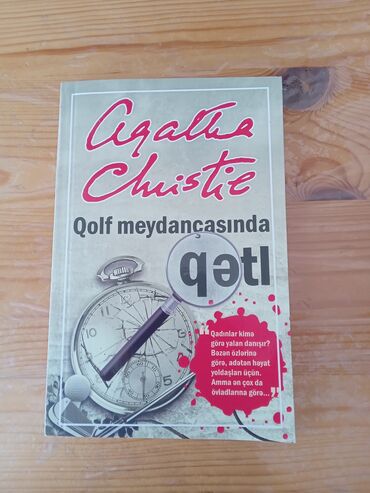 Agatha
Christie
Qolf meydançasında
qətl
"Qadınlar kimə
görə yalan danışır?
Bəzən özlərinə
görə, adətən həyat
yoldaşları üçün.
Amma ən çox da
övladlarına görə..."